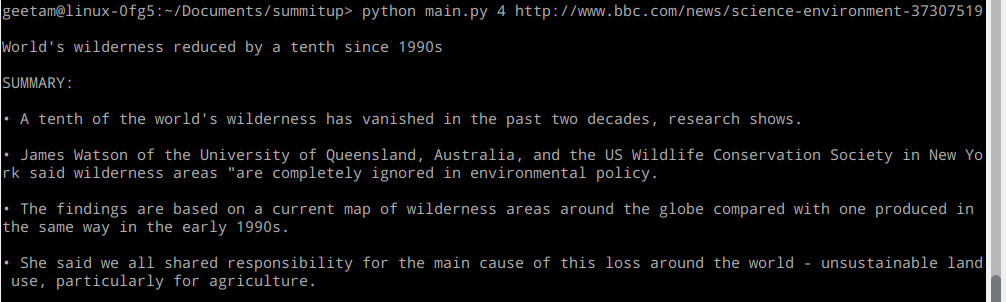 geetam@linux-0fg5:~/Documents/summitup> python main.py 4 http://www.bbc.com/news/science-environment-37307519
World's wilderness reduced by a tenth since 1990s
SUMMARY:
• A tenth of the world's wilderness has vanished in the past two decades, research shows.
• James Watson of the University of Queensland, Australia, and the US Wildlife Conservation Society in New Yo
rk said wilderness areas "are completely ignored in environmental policy.
• The findings are based on a current map of wilderness areas around the globe compared with one produced in
the same way in the early 1990s.
• She said we all shared responsibility for the main cause of this loss around the world - unsustainable land
use, particularly for agriculture.